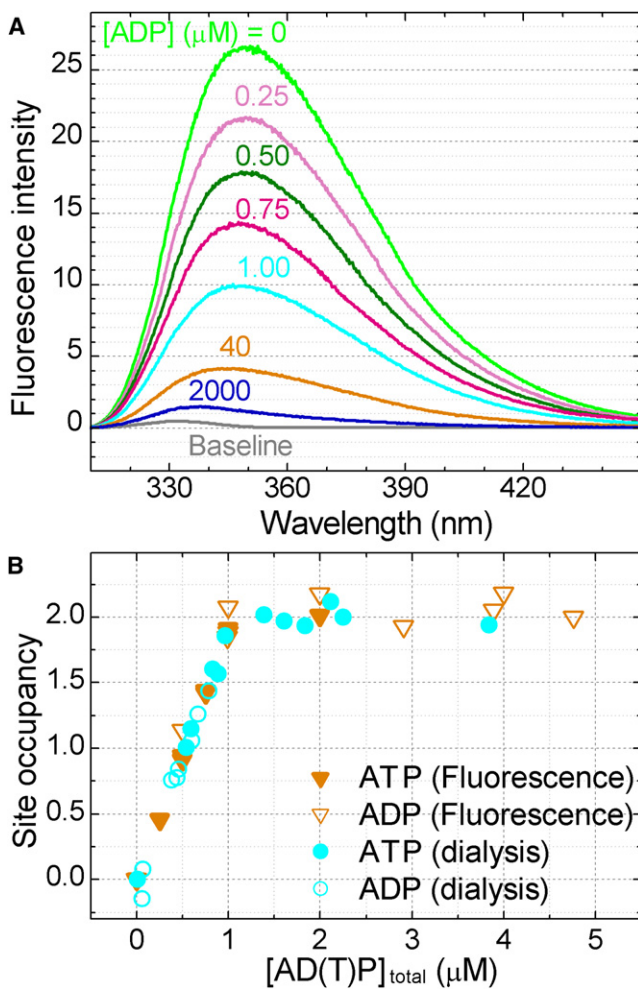 A
[ADP] (μM) = 0
25
0.25
20
0.50
15
0.75
1.00
10
5
40
2000
0
Baseline
330
360
390
420
Fluorescence intensity
Wavelength (nm)
B
2.0
1.5
1.0
0.5
0.0
Site occupancy
ATP (Fluorescence)
ADP (Fluorescence)
ATP (dialysis)
ADP (dialysis)
0
1
2
3
4
5
[AD(T)P]total (μM)